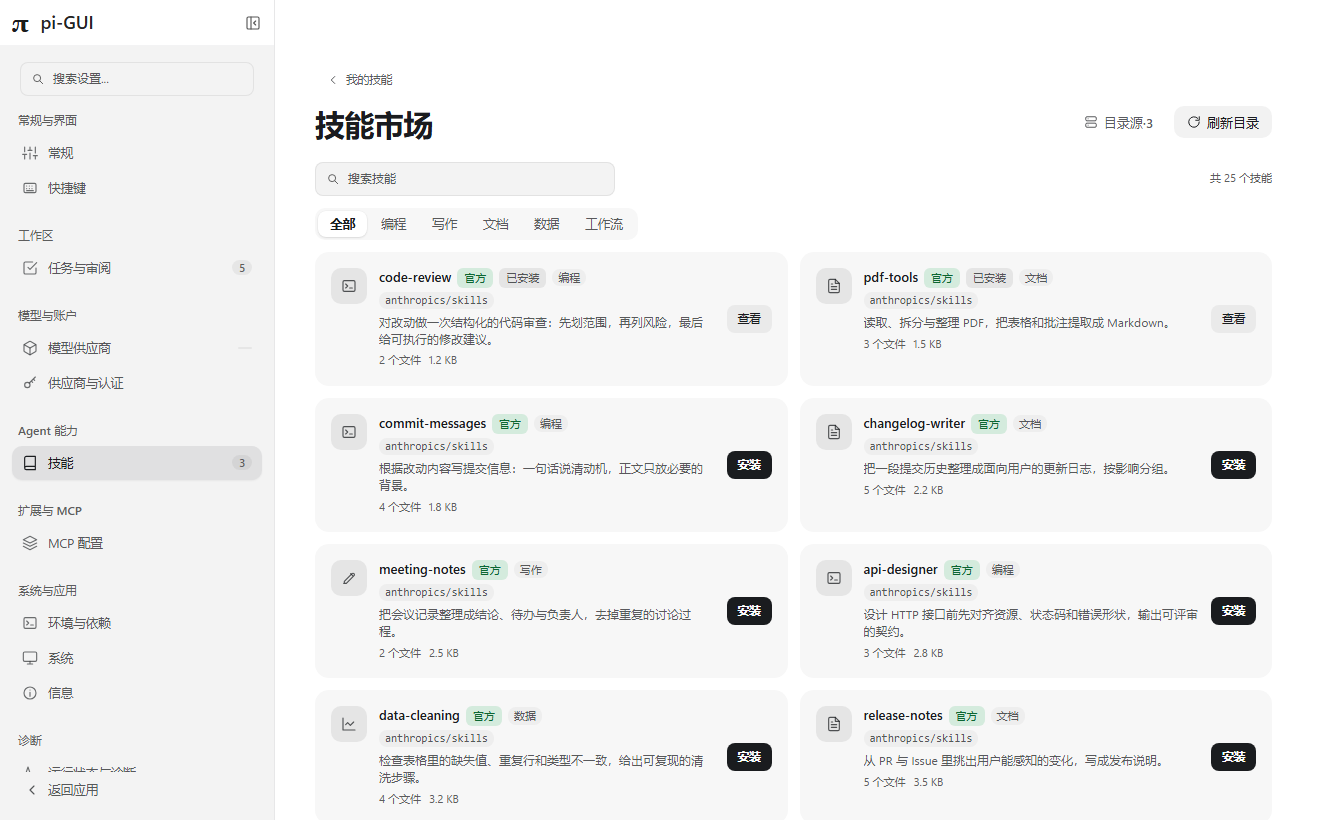 π pi-GUI
搜索设置...
常规与界面
常规
快捷键
工作区
任务与审阅 5
模型与账户
模型供应商
供应商与认证
Agent 能力
技能 3
扩展与 MCP
MCP 配置
系统与应用
环境与依赖
系统
信息
诊断
运行状态与诊断
返回应用
我的技能
技能市场
目录源·3 刷新目录
搜索技能
共 25 个技能
全部 编程 写作 文档 数据 工作流
code-review 官方 已安装 编程
anthropics/skills
对改动做一次结构化的代码审查：先划范围，再列风险，最后
给可执行的修改建议。
2 个文件 1.2 KB
查看
pdf-tools 官方 已安装 文档
anthropics/skills
读取、拆分与整理 PDF，把表格和批注提取成 Markdown。
3 个文件 1.5 KB
查看
commit-messages 官方 编程
anthropics/skills
根据改动内容写提交信息：一句话说清动机，正文只放必要的
背景。
4 个文件 1.8 KB
安装
changelog-writer 官方 文档
anthropics/skills
把一段提交历史整理成面向用户的更新日志，按影响分组。
5 个文件 2.2 KB
安装
meeting-notes 官方 写作
anthropics/skills
把会议记录整理成结论、待办与负责人，去掉重复的讨论过
程。
2 个文件 2.5 KB
安装
api-designer 官方 编程
anthropics/skills
设计 HTTP 接口前先对齐资源、状态码和错误形状，输出可评审
的契约。
3 个文件 2.8 KB
安装
data-cleaning 官方 数据
anthropics/skills
检查表格里的缺失值、重复行和类型不一致，给出可复现的清
洗步骤。
4 个文件 3.2 KB
安装
release-notes 官方 文档
anthropics/skills
从 PR 与 Issue 里挑出用户能感知的变化，写成发布说明。
5 个文件 3.5 KB
安装